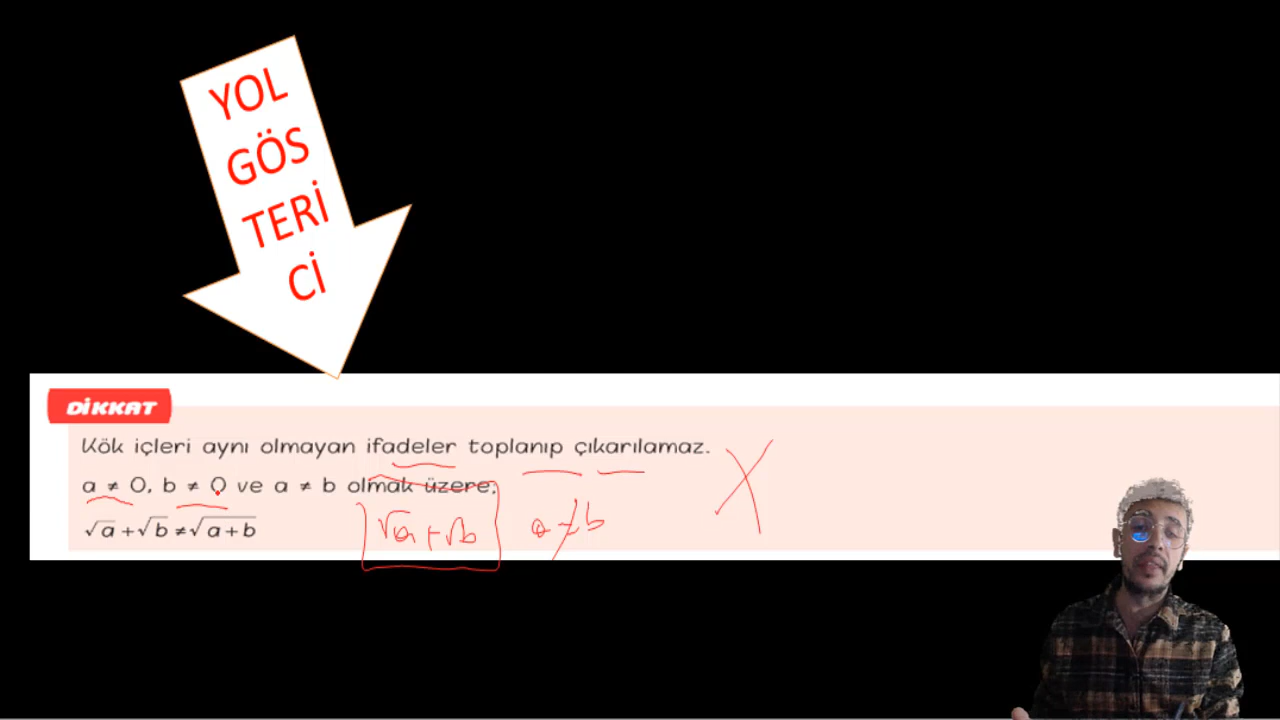 YOL
GÖS
TERİ
Cİ
DİKKAT
Kök içleri aynı olmayan ifadeler toplanıp çıkarılamaz.
a ≠ 0, b ≠ 0 ve a ≠ b olmak üzere;
√a + √b ≠ √a+b
√a + √b
a ≠ b